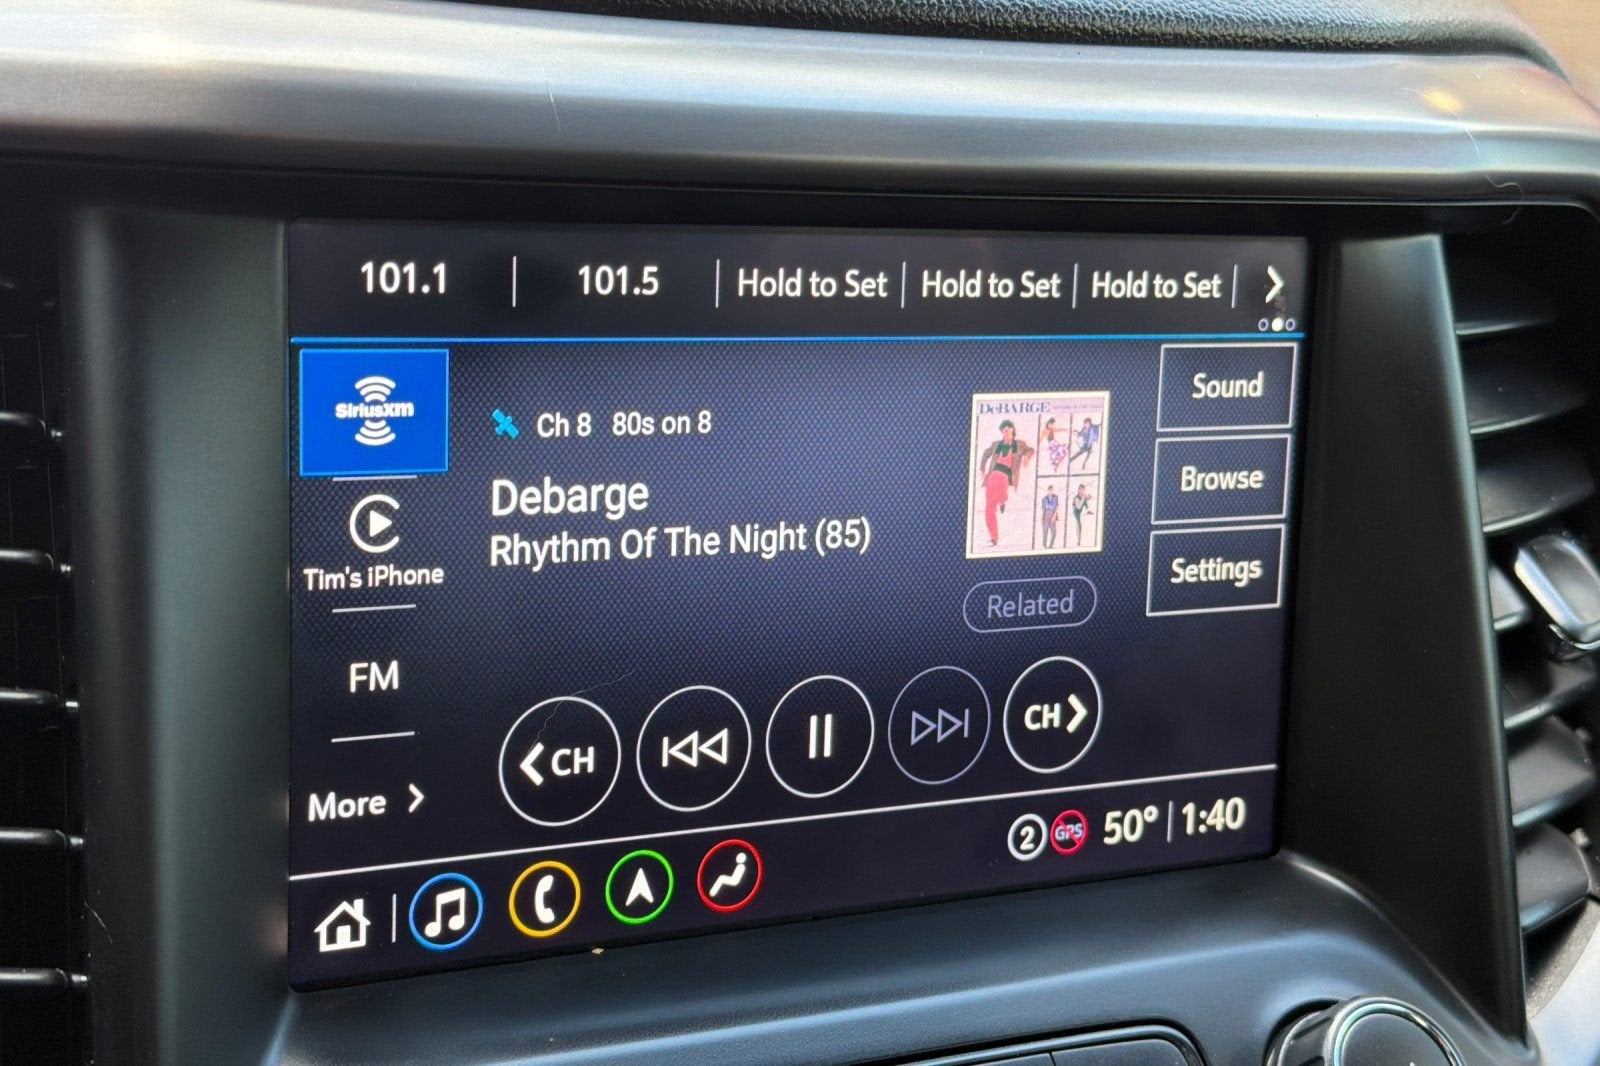 101.1
101.5
Hold to Set
Hold to Set
Hold to Set
SiriusXM
Ch 8 80s on 8
DeBARGE
Sound
Debarge
Rhythm Of The Night (85)
Browse
Tim's iPhone
Settings
Related
FM
CH
CH
More
2
GPS
50°
1:40